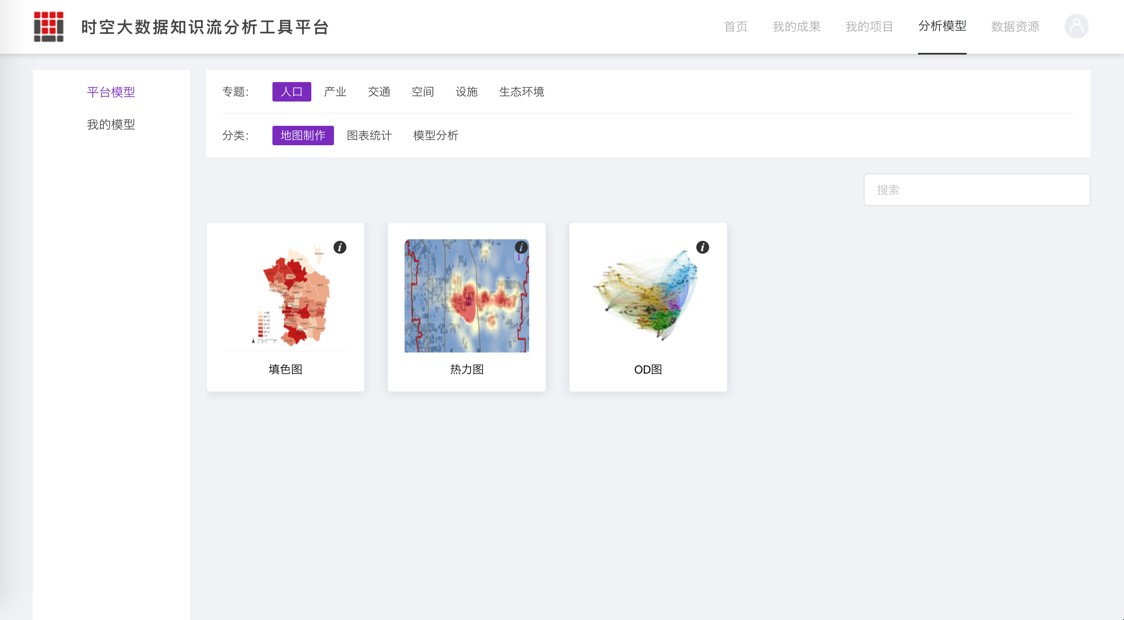 时空大数据知识流分析工具平台
首页 我的成果 我的项目 分析模型 数据资源
平台模型
我的模型
专题： 人口 产业 交通 空间 设施 生态环境
分类： 地图制作 图表统计 模型分析
搜索
填色图 热力图 OD图